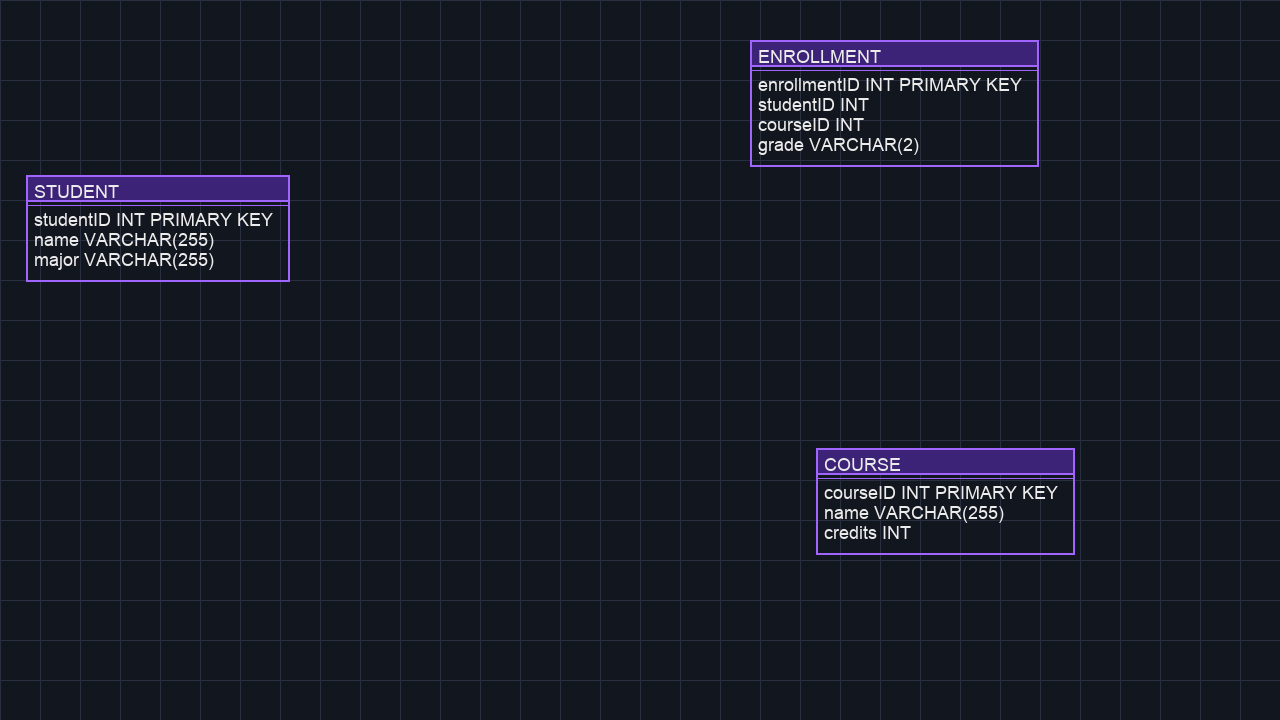 ENROLLMENT
enrollmentID INT PRIMARY KEY
studentID INT
courseID INT
grade VARCHAR(2)
STUDENT
studentID INT PRIMARY KEY
name VARCHAR(255)
major VARCHAR(255)
COURSE
courseID INT PRIMARY KEY
name VARCHAR(255)
credits INT